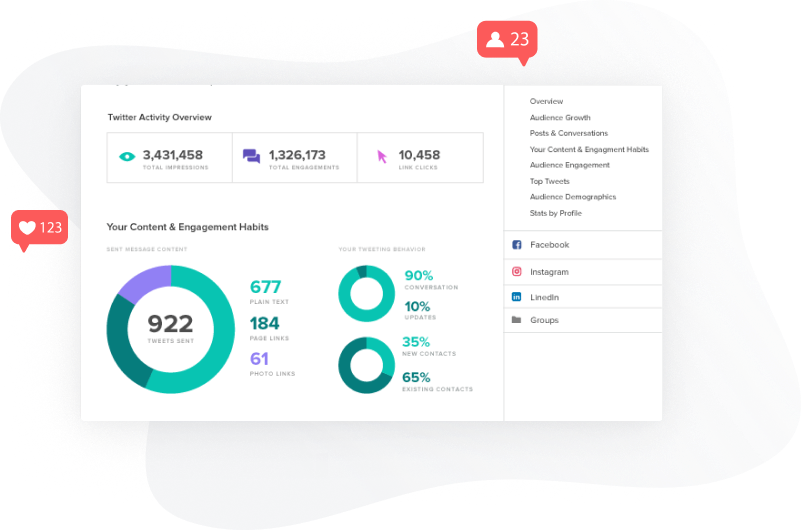 23
Twitter Activity Overview
3,431,458
TOTAL IMPRESSIONS
1,326,173
TOTAL ENGAGEMENTS
10,458
LINK CLICKS
123
Your Content & Engagement Habits
SENT MESSAGE CONTENT
922
TWEETS SENT
677
PLAIN TEXT
184
PAGE LINKS
61
PHOTO LINKS
YOUR TWEETING BEHAVIOR
90%
CONVERSATION
10%
UPDATES
35%
NEW CONTACTS
65%
EXISTING CONTACTS
Overview
Audience Growth
Posts & Conversations
Your Content & Engagment Habits
Audience Engagement
Top Tweets
Audience Demographics
Stats by Profile
Facebook
Instagram
in LinedIn
Groups